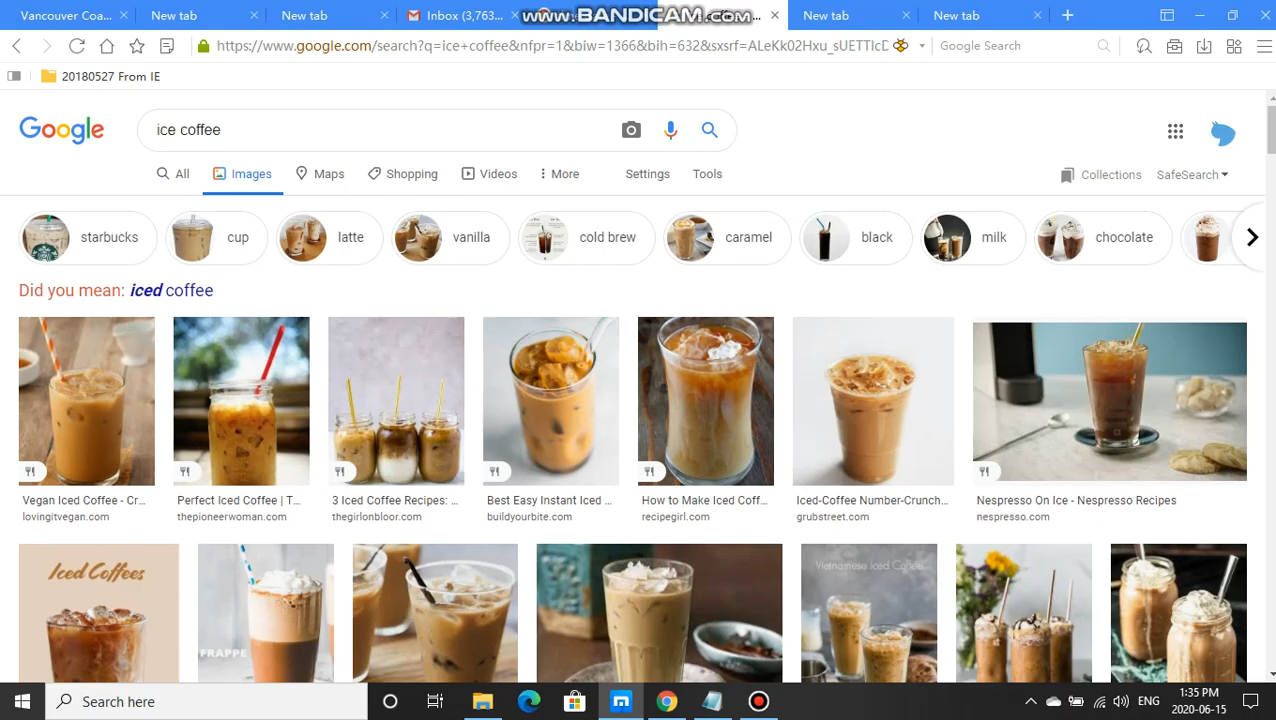 Vancouver Coa...
New tab
New tab
Inbox (3,763...
www.BANDICAM.com
New tab
New tab
https://www.google.com/search?q=ice+coffee&nfpr=1&biw=1366&bih=632&sxsrf=ALeKk02Hxu_sUETTIcD
Google Search
20180527 From IE
Google
ice coffee
All
Images
Maps
Shopping
Videos
More
Settings
Tools
Collections
SafeSearch
starbucks
cup
latte
vanilla
cold brew
caramel
black
milk
chocolate
Did you mean: iced coffee
Vegan Iced Coffee - Cr...
lovingitvegan.com
Perfect Iced Coffee | T...
thepioneerwoman.com
3 Iced Coffee Recipes: ...
thegirlonbloor.com
Best Easy Instant Iced ...
buildyourbite.com
How to Make Iced Coff...
recipegirl.com
Iced-Coffee Number-Crunch...
grubstreet.com
Nespresso On Ice - Nespresso Recipes
nespresso.com
Iced Coffees
FRAPPE
Vietnamese Iced Coffees
Search here
ENG
1:35 PM
2020-06-15